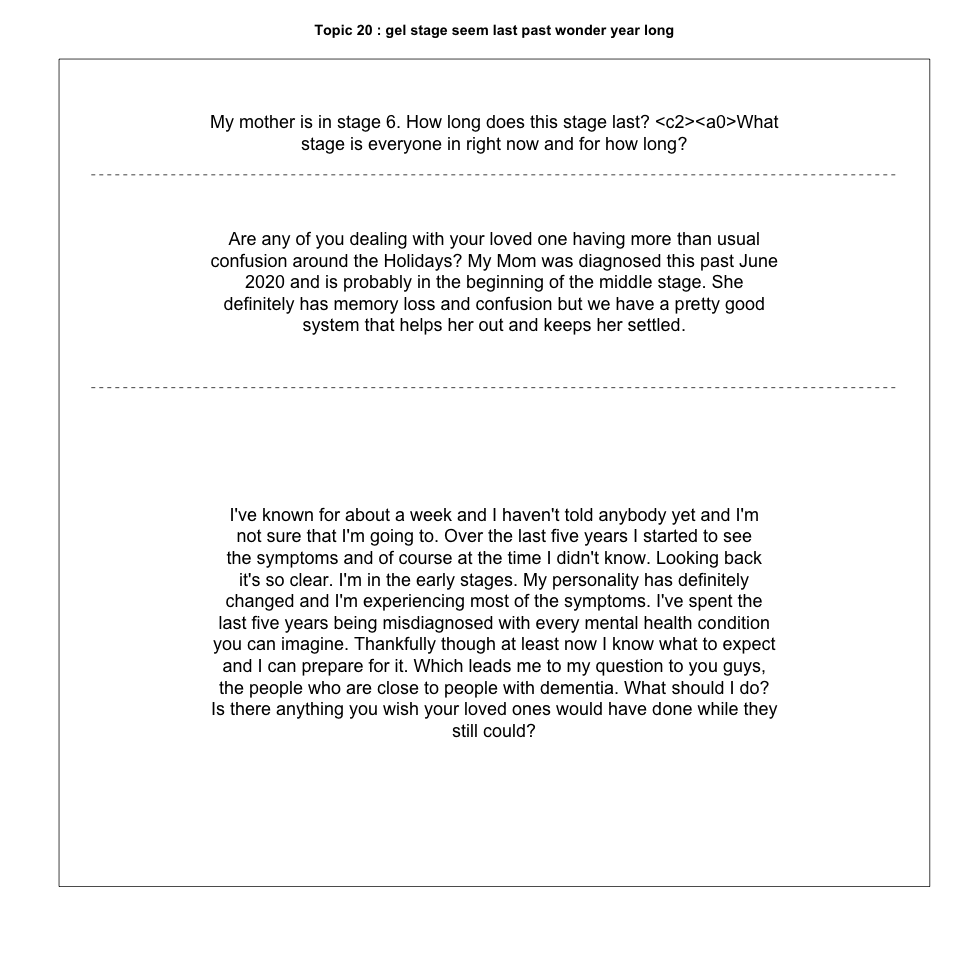 Topic 20 : gel stage seem last past wonder year long
My mother is in stage 6. How long does this stage last? <c2><a0>What
stage is everyone in right now and for how long?
Are any of you dealing with your loved one having more than usual
confusion around the Holidays? My Mom was diagnosed this past June
2020 and is probably in the beginning of the middle stage. She
definitely has memory loss and confusion but we have a pretty good
system that helps her out and keeps her settled.
I've known for about a week and I haven't told anybody yet and I'm
not sure that I'm going to. Over the last five years I started to see
the symptoms and of course at the time I didn't know. Looking back
it's so clear. I'm in the early stages. My personality has definitely
changed and I'm experiencing most of the symptoms. I've spent the
last five years being misdiagnosed with every mental health condition
you can imagine. Thankfully though at least now I know what to expect
and I can prepare for it. Which leads me to my question to you guys,
the people who are close to people with dementia. What should I do?
Is there anything you wish your loved ones would have done while they
still could?